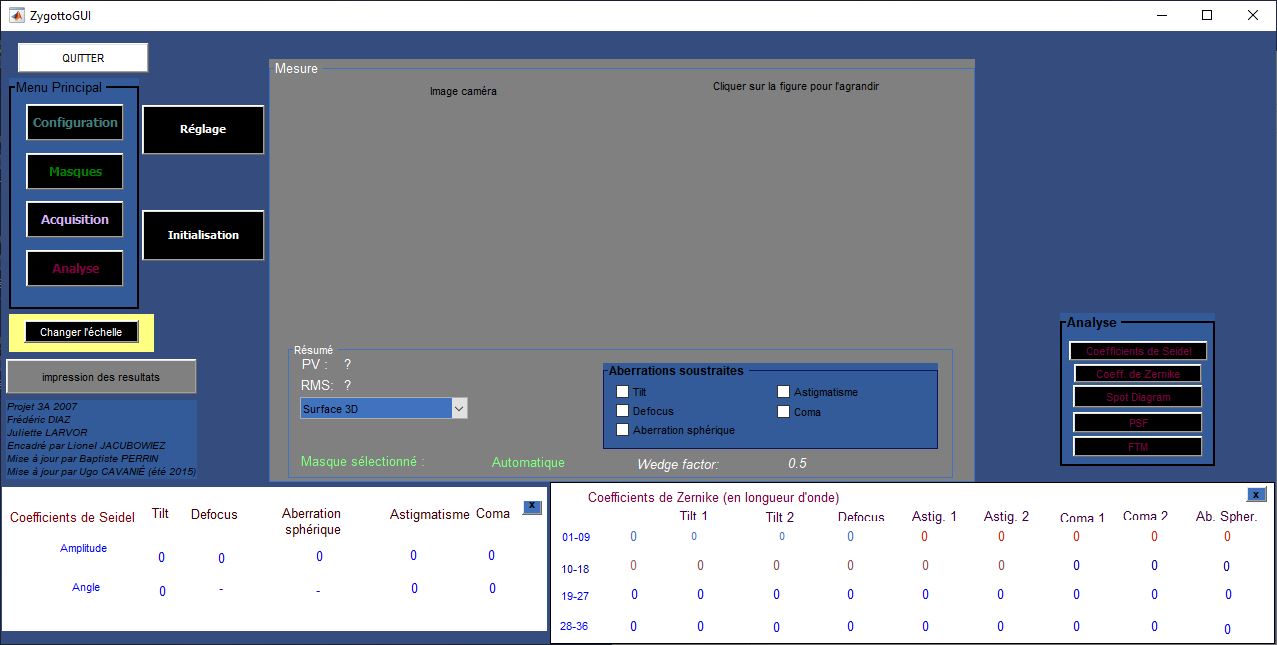 ZygottoGUI
QUITTER
Menu Principal
Configuration
Masques
Acquisition
Analyse
Réglage
Initialisation
Changer l'échelle
impression des resultats
Projet 3A 2007
Frédéric DIAZ
Juliette LARVOR
Encadré par Lionel JACUBOWIEZ
Mise à jour par Baptiste PERRIN
Mise à jour par Ugo CAVANIÉ (été 2015)
Mesure
Image caméra
Cliquer sur la figure pour l'agrandir
Résumé
PV : ?
RMS: ?
Surface 3D
Aberrations soustraites
Tilt
Astigmatisme
Defocus
Coma
Aberration sphérique
Masque sélectionné : Automatique
Wedge factor: 0.5
Analyse
Coefficients de Seidel
Coeff. de Zernike
Spot Diagram
PSF
FTM
x
Coefficients de Seidel Tilt Defocus Aberration sphérique Astigmatisme Coma
Amplitude 0 0 0 0 0
Angle 0 - - 0 0
Coefficients de Zernike (en longueur d'onde)
x
Tilt 1 Tilt 2 Defocus Astig. 1 Astig. 2 Coma 1 Coma 2 Ab. Spher.
01-09 0 0 0 0 0 0 0 0 0
10-18 0 0 0 0 0 0 0 0 0
19-27 0 0 0 0 0 0 0 0 0
28-36 0 0 0 0 0 0 0 0 0